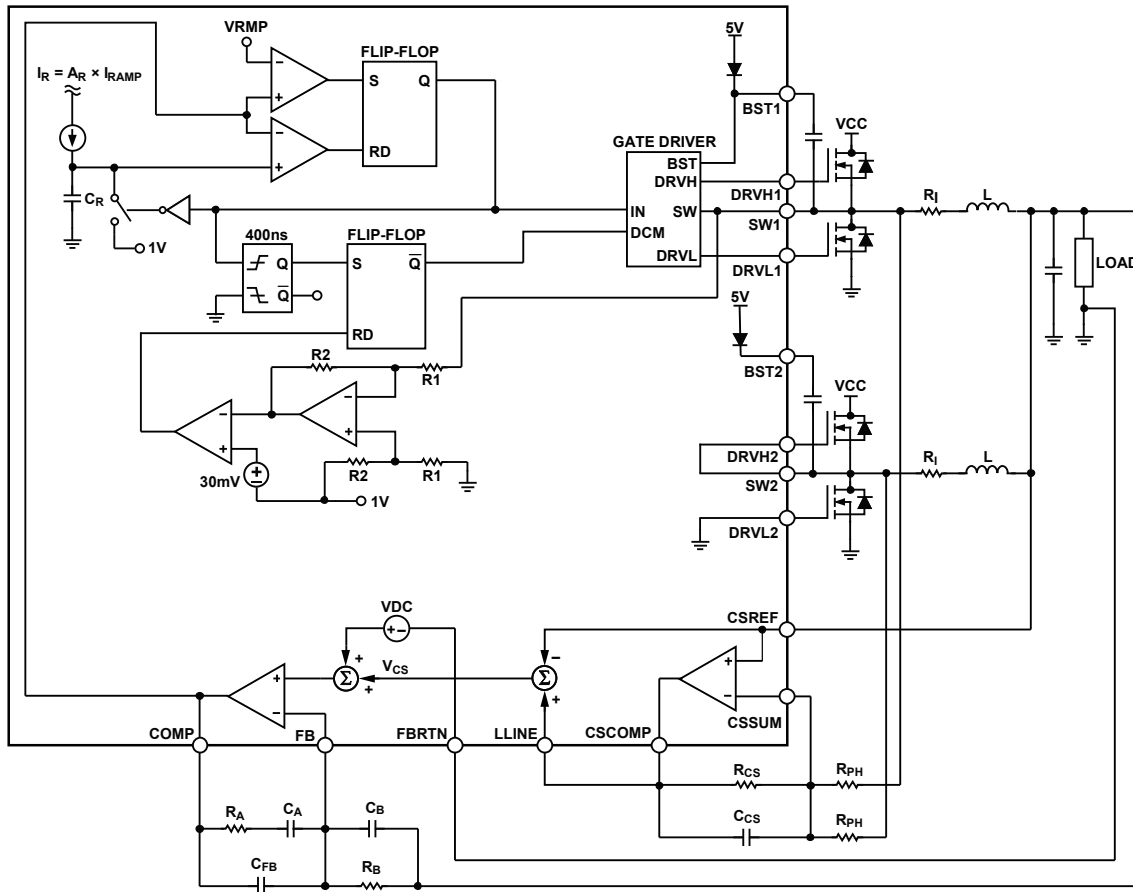 VRMP
FLIP-FLOP
5V
I_R = A_R × I_RAMP
−
+
S
Q
BST1
−
+
RD
GATE DRIVER
VCC
BST
DRVH
DRVH1
C_R
IN
SW
SW1
R_I
L
1V
400ns
FLIP-FLOP
DCM
DRVL
DRVL1
LOAD
Q
S
Q̅
Q̅
5V
RD
R2
R1
BST2
VCC
−
−
+
+
30mV
R2
R1
DRVH2
R_I
L
SW2
1V
DRVL2
VDC
+ −
CSREF
+
−
+
+
Σ
V_CS
Σ
−
+
−
+
CSSUM
COMP
FB
FBRTN
LLINE
CSCOMP
R_CS
R_PH
R_A
C_A
C_B
C_CS
R_PH
C_FB
R_B